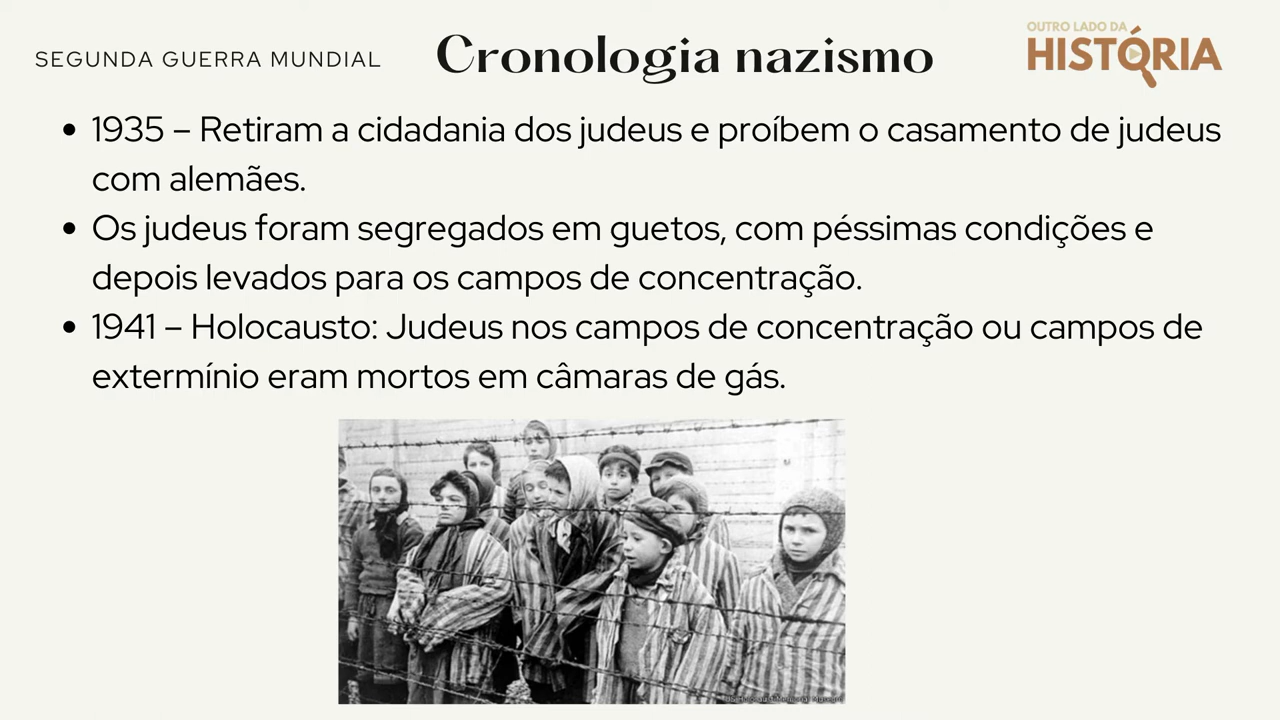 SEGUNDA GUERRA MUNDIAL
Cronologia nazismo
OUTRO LADO DA
HISTÓRIA
• 1935 – Retiram a cidadania dos judeus e proíbem o casamento de judeus
com alemães.
• Os judeus foram segregados em guetos, com péssimas condições e
depois levados para os campos de concentração.
• 1941 – Holocausto: Judeus nos campos de concentração ou campos de
extermínio eram mortos em câmaras de gás.